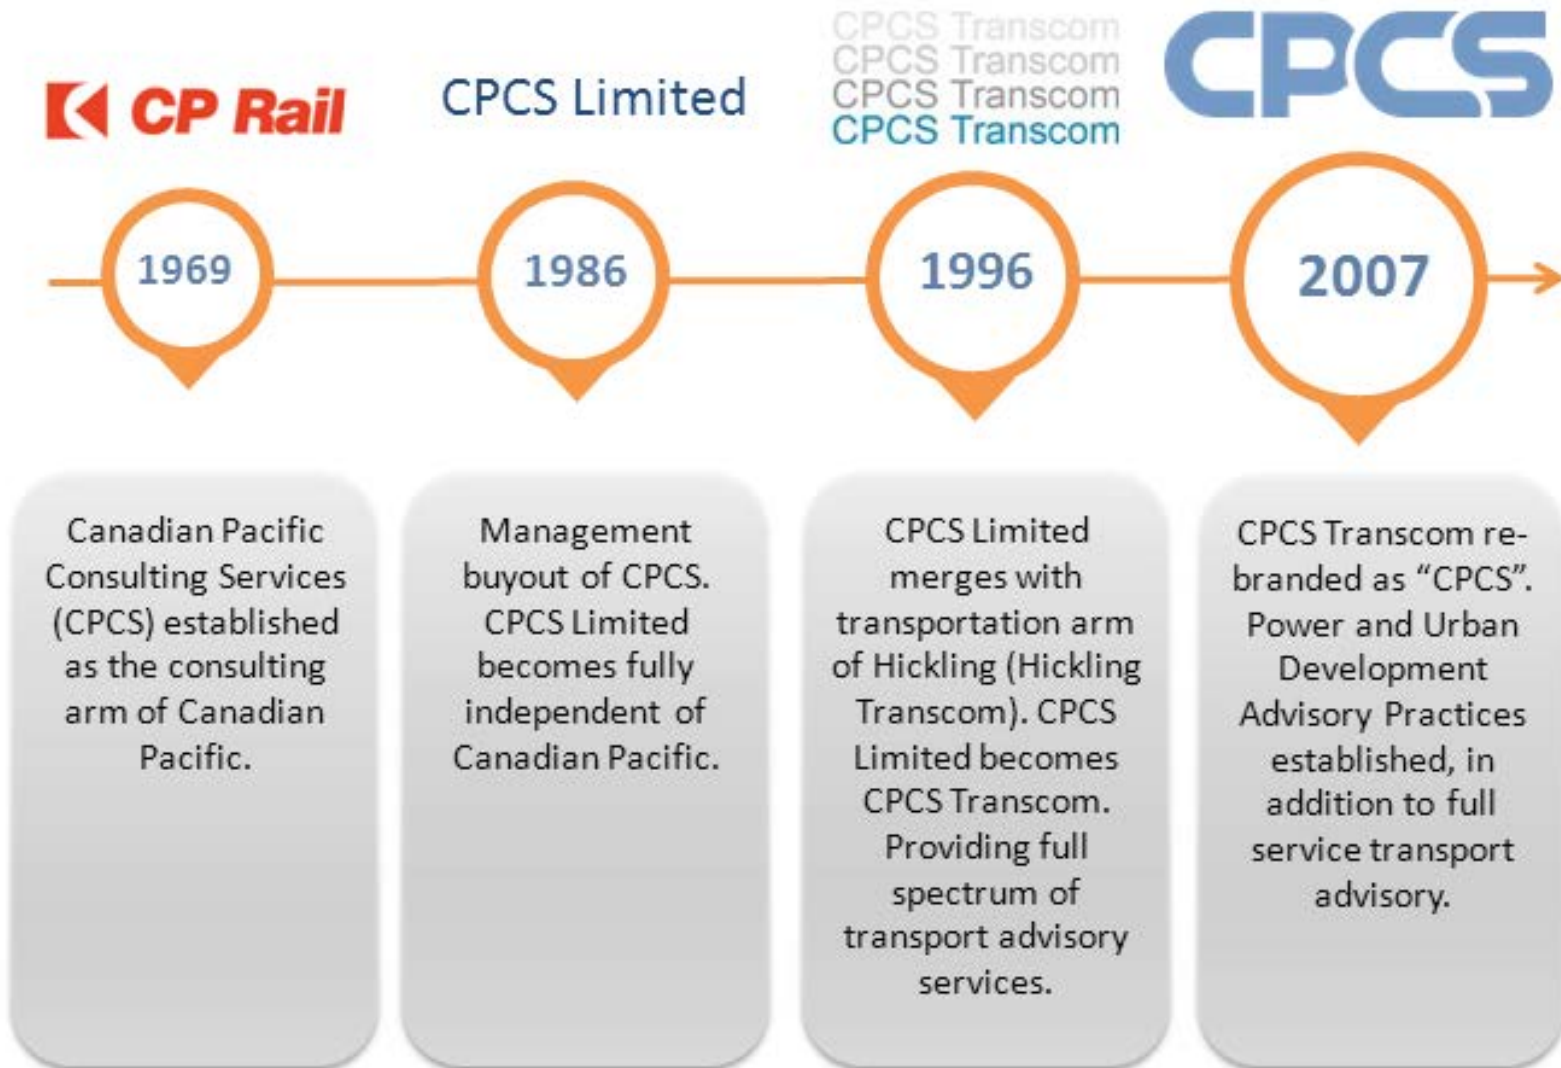 CP Rail
CPCS Limited
CPCS Transcom
CPCS Transcom
CPCS Transcom
CPCS Transcom
CPCS
1969
1986
1996
2007
Canadian Pacific
Consulting Services
(CPCS) established
as the consulting
arm of Canadian
Pacific.
Management
buyout of CPCS.
CPCS Limited
becomes fully
independent of
Canadian Pacific.
CPCS Limited
merges with
transportation arm
of Hickling (Hickling
Transcom). CPCS
Limited becomes
CPCS Transcom.
Providing full
spectrum of
transport advisory
services.
CPCS Transcom re-
branded as “CPCS”.
Power and Urban
Development
Advisory Practices
established, in
addition to full
service transport
advisory.